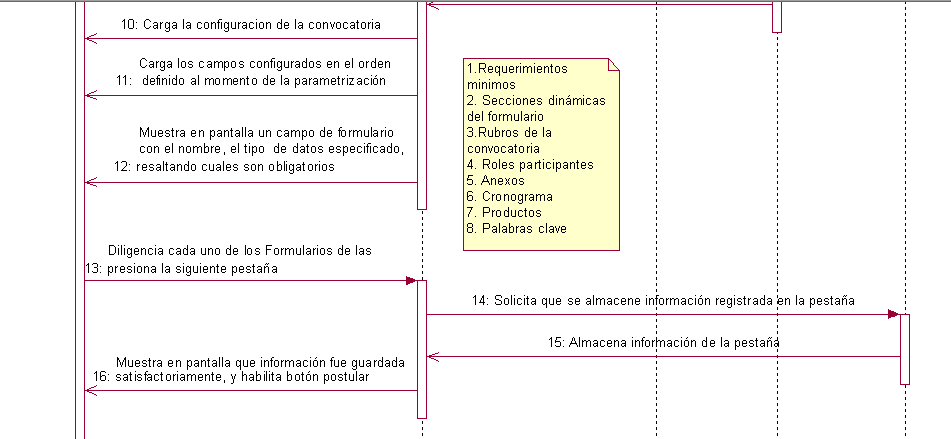 10: Carga la configuracion de la convocatoria
Carga los campos configurados en el orden
11: definido al momento de la parametrización
1.Requerimientos
minimos
2. Secciones dinámicas
del formulario
3.Rubros de la
convocatoria
4. Roles participantes
5. Anexos
6. Cronograma
7. Productos
8. Palabras clave
Muestra en pantalla un campo de formulario
con el nombre, el tipo de datos especificado,
12: resaltando cuales son obligatorios
Diligencia cada uno de los Formularios de las
13: presiona la siguiente pestaña
14: Solicita que se almacene información registrada en la pestaña
15: Almacena información de la pestaña
Muestra en pantalla que información fue guardada
16: satisfactoriamente, y habilita botón postular